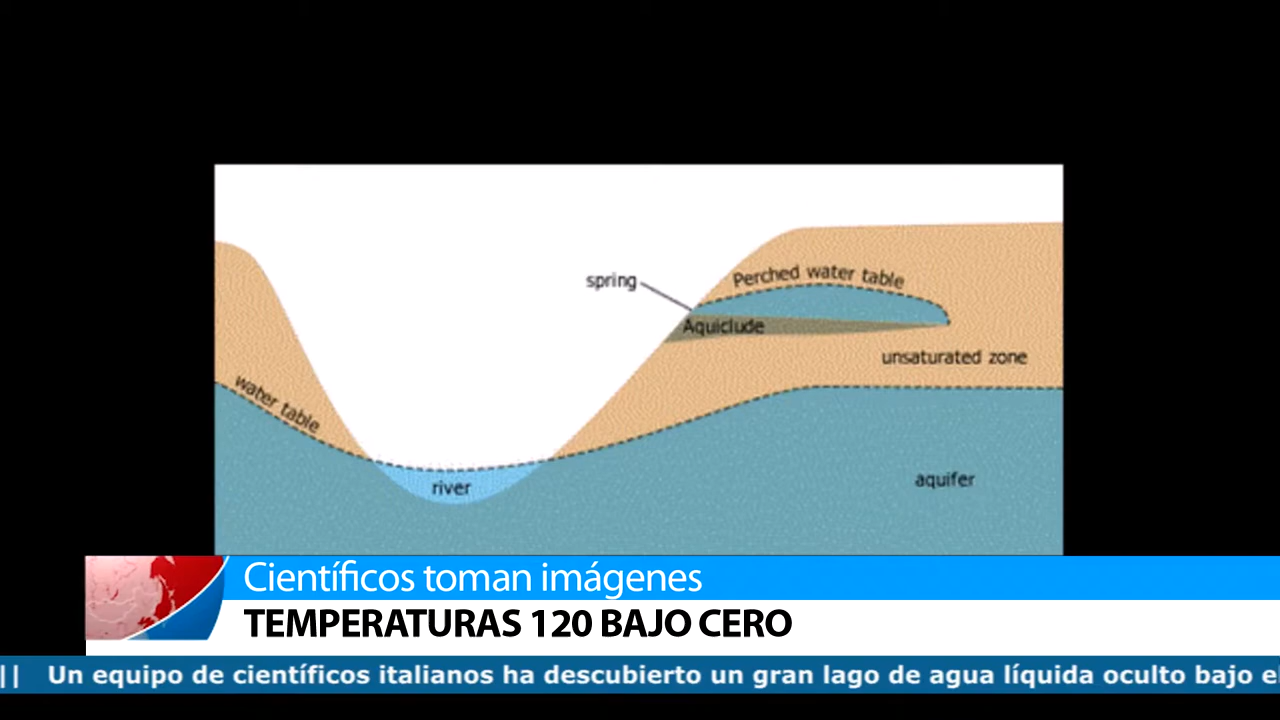 Perched water table
spring
Aquiclude
unsaturated zone
water table
aquifer
river
Científicos toman imágenes
TEMPERATURAS 120 BAJO CERO
|| Un equipo de científicos italianos ha descubierto un gran lago de agua líquida oculto bajo el